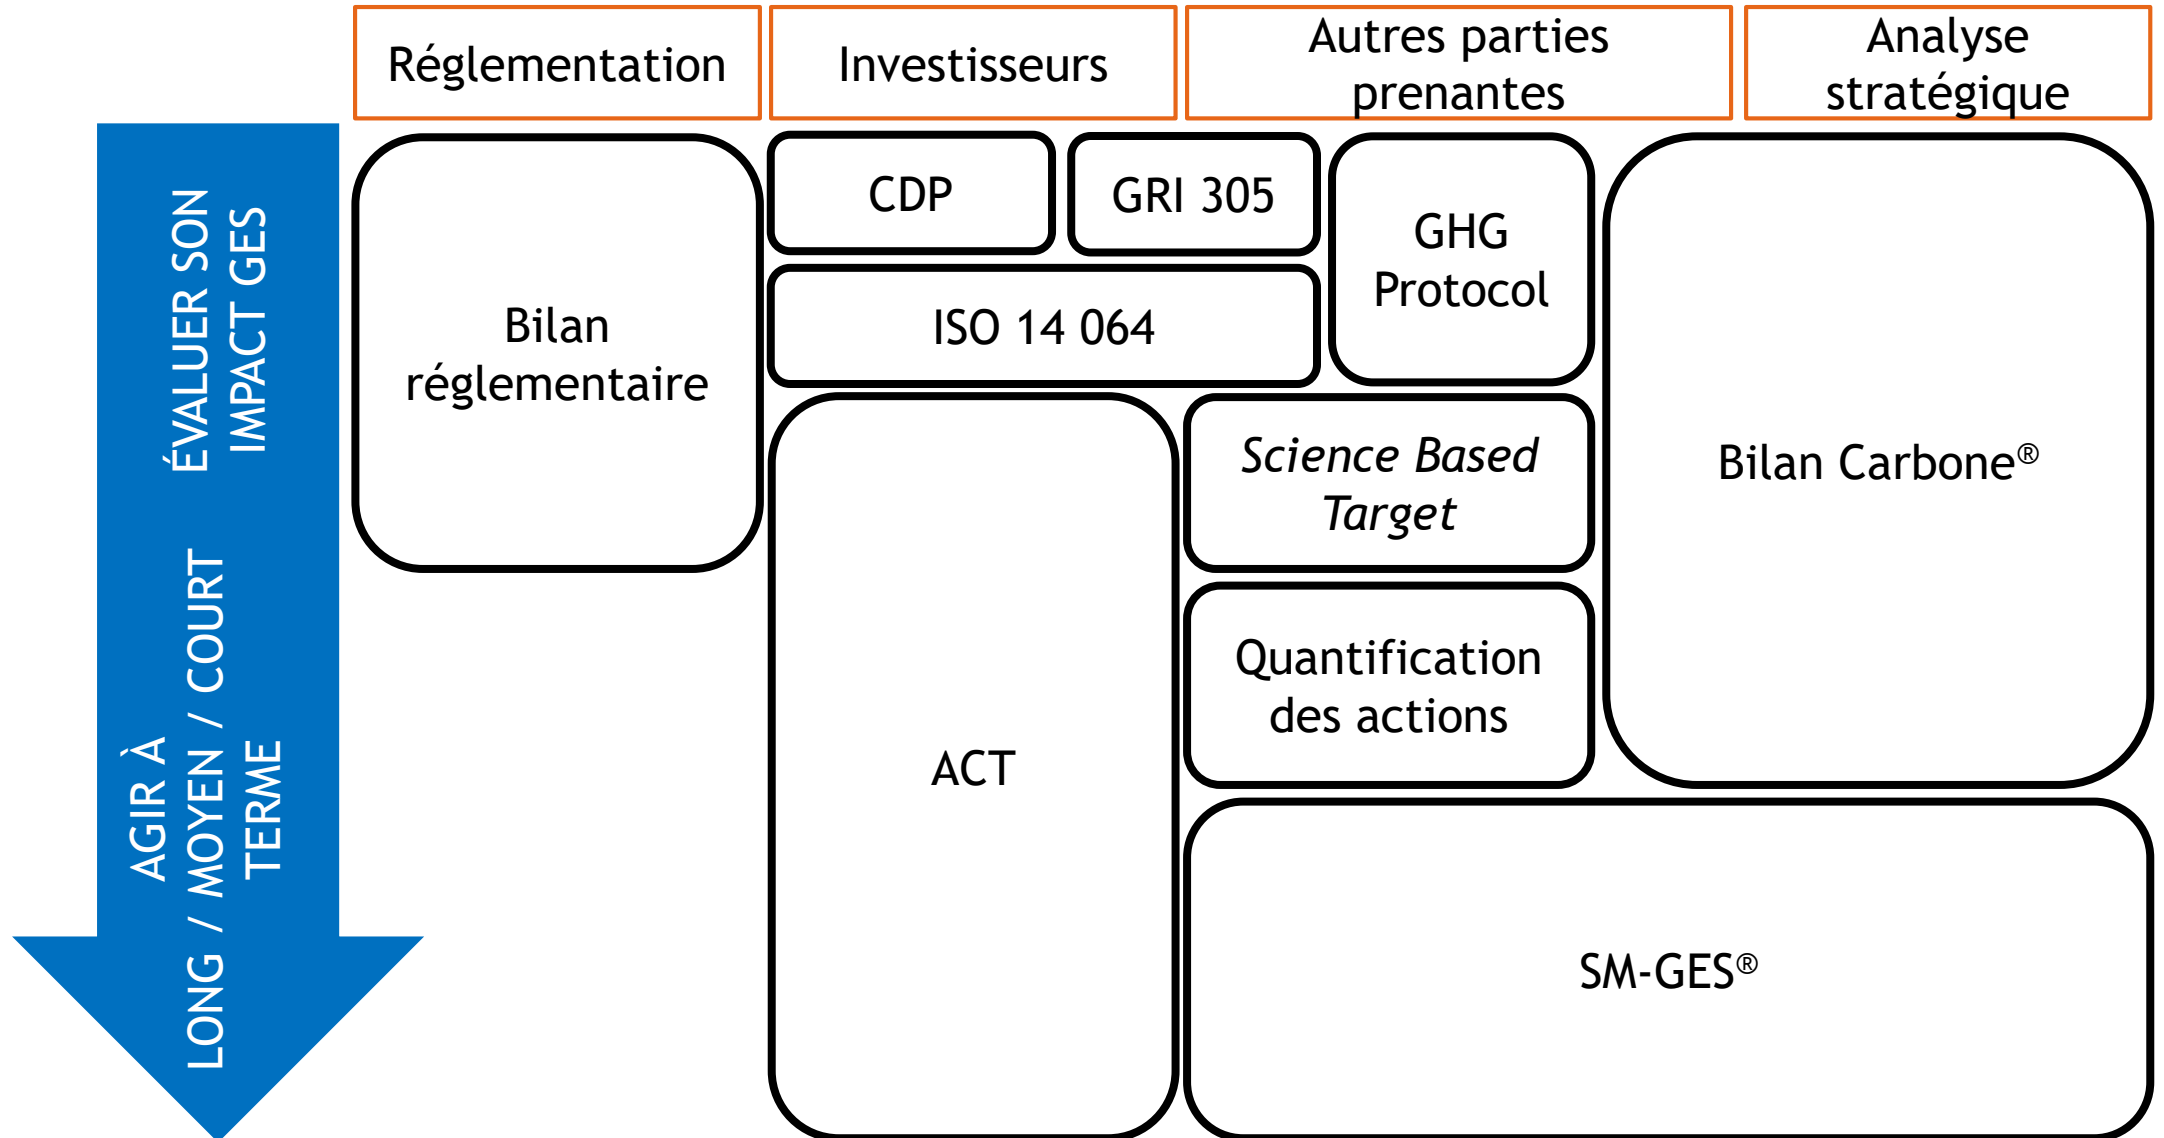 Réglementation
Investisseurs
Autres parties
prenantes
Analyse
stratégique
ÉVALUER SON
IMPACT GES
AGIR À
LONG / MOYEN / COURT
TERME
Bilan
réglementaire
CDP
GRI 305
GHG
Protocol
ISO 14 064
Bilan Carbone®
ACT
Science Based
Target
Quantification
des actions
SM-GES®